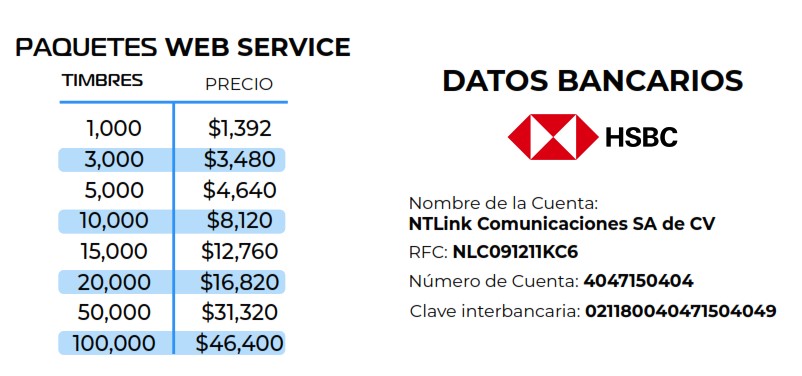 PAQUETES WEB SERVICE
TIMBRES PRECIO
1,000 $1,392
3,000 $3,480
5,000 $4,640
10,000 $8,120
15,000 $12,760
20,000 $16,820
50,000 $31,320
100,000 $46,400
DATOS BANCARIOS
HSBC
Nombre de la Cuenta:
NTLink Comunicaciones SA de CV
RFC: NLC091211KC6
Número de Cuenta: 4047150404
Clave interbancaria: 021180040471504049